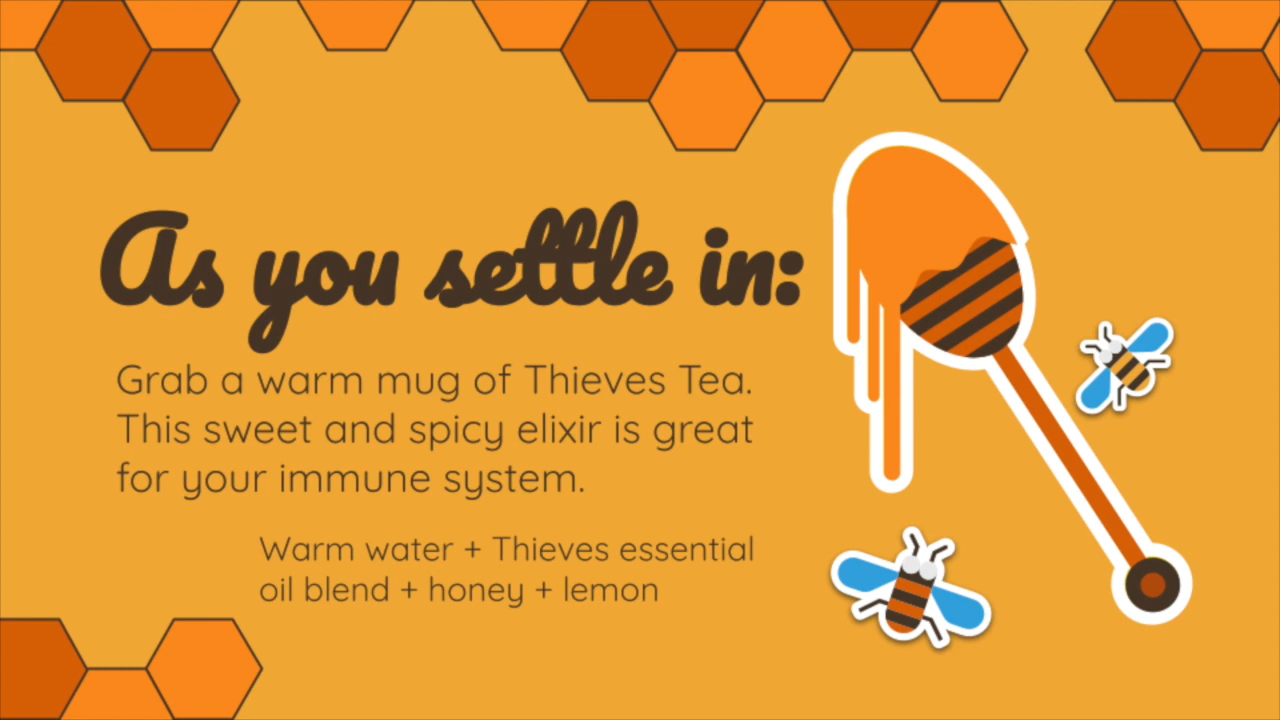 As you settle in:
Grab a warm mug of Thieves Tea.
This sweet and spicy elixir is great
for your immune system.
Warm water + Thieves essential
oil blend + honey + lemon